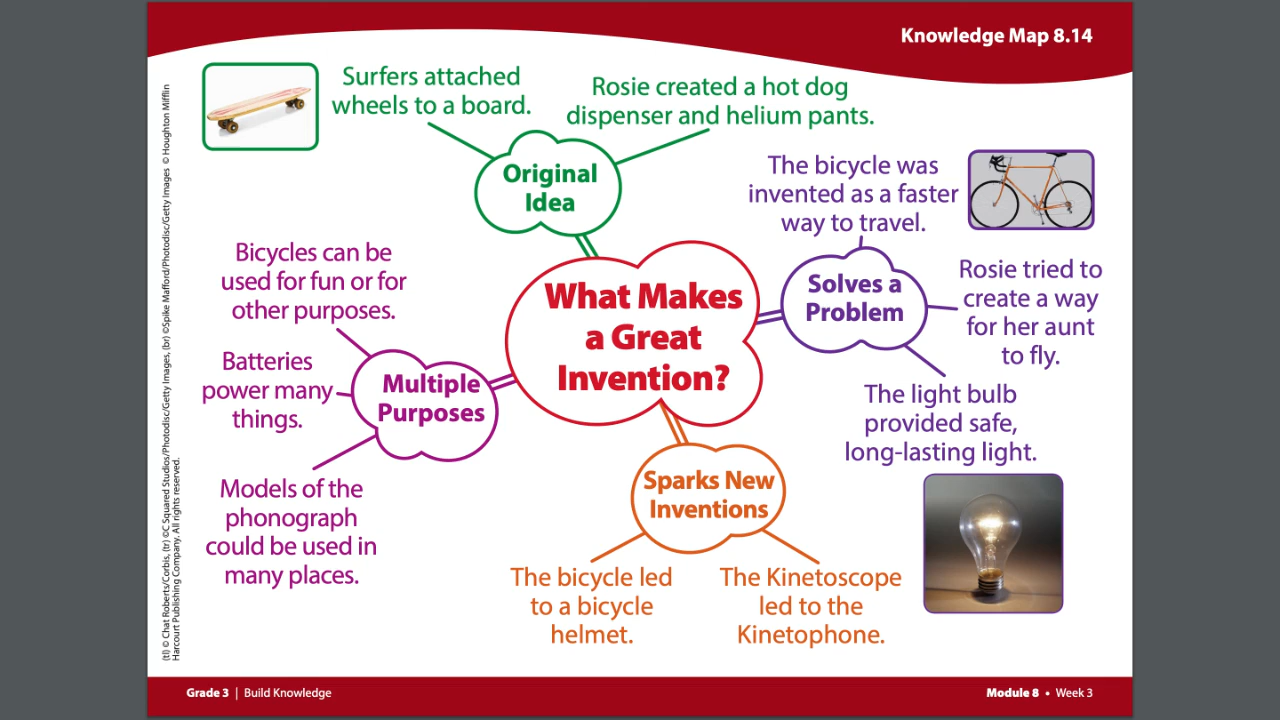 Knowledge Map 8.14
Surfers attached
wheels to a board.
Rosie created a hot dog
dispenser and helium pants.
Original
Idea
The bicycle was
invented as a faster
way to travel.
Solves a
Problem
Rosie tried to
create a way
for her aunt
to fly.
The light bulb
provided safe,
long-lasting light.
What Makes
a Great
Invention?
Bicycles can be
used for fun or for
other purposes.
Batteries
power many
things.
Multiple
Purposes
Models of the
phonograph
could be used in
many places.
Sparks New
Inventions
The bicycle led
to a bicycle
helmet.
The Kinetoscope
led to the
Kinetophone.
(tl) © Chat Roberts/Corbis, (tr) ©C Squared Studios/Photodisc/Getty Images, (br) ©Spike Mafford/Photodisc/Getty Images © Houghton Mifflin
Harcourt Publishing Company. All rights reserved.
Grade 3 | Build Knowledge
Module 8 • Week 3